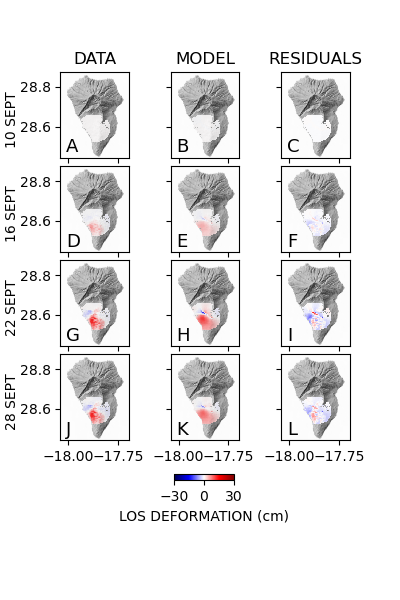 DATA MODEL RESIDUALS
10 SEPT
28.8
28.6
A B C
16 SEPT
28.8
28.6
D E F
22 SEPT
28.8
28.6
G H I
28 SEPT
28.8
28.6
J K L
−18.00−17.75 −18.00−17.75 −18.00−17.75
−30 0 30
LOS DEFORMATION (cm)